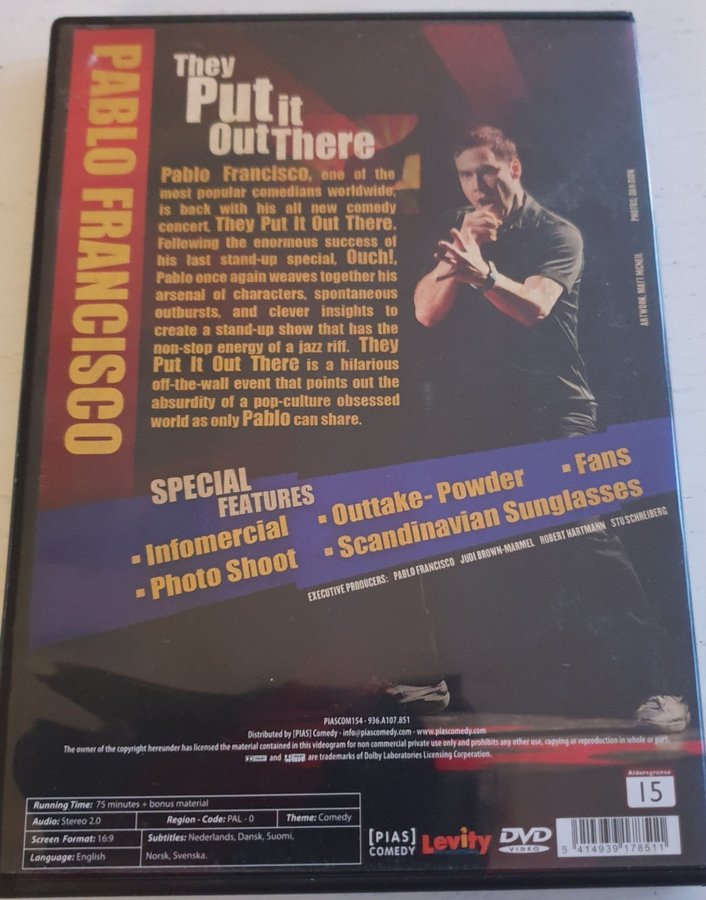 PABLO FRANCISCO
They
Put it
Out There
Pablo Francisco, one of the
most popular comedians worldwide,
is back with his all new comedy
concert, They Put It Out There.
Following the enormous success of
his last stand-up special, Ouch!,
Pablo once again weaves together his
arsenal of characters, spontaneous
outbursts, and clever insights to
create a stand-up show that has the
non-stop energy of a jazz riff. They
Put It Out There is a hilarious
off-the-wall event that points out the
absurdity of a pop-culture obsessed
world as only Pablo can share.
PHOTOS: DAN DION
ARTWORK: MATT MCNEIL
SPECIAL
FEATURES
▪ Infomercial
▪ Photo Shoot
▪ Outtake- Powder
▪ Scandinavian Sunglasses
▪ Fans
EXECUTIVE PRODUCERS: PABLO FRANCISCO JUDI BROWN-MARMEL ROBERT HARTMANN STU SCHREIBERG
PIASCOM154 - 936.A107.851
Distributed by [PIAS] Comedy - info@piascomedy.com - www.piascomedy.com
The owner of the copyright hereunder has licensed the material contained in this videogram for non commercial private use only and prohibits any other use, copying or reproduction in whole or part.
and are trademarks of Dolby Laboratories Licensing Corperation.
Running Time: 75 minutes + bonus material
Audio: Stereo 2.0
Region - Code: PAL - 0
Theme: Comedy
Screen Format: 16:9
Language: English
Subtitles: Nederlands, Dansk, Suomi,
Norsk, Svenska.
[PIAS]
COMEDY
Levity
DVD
VIDEO
Aldersgrense
15
5 414939 178511